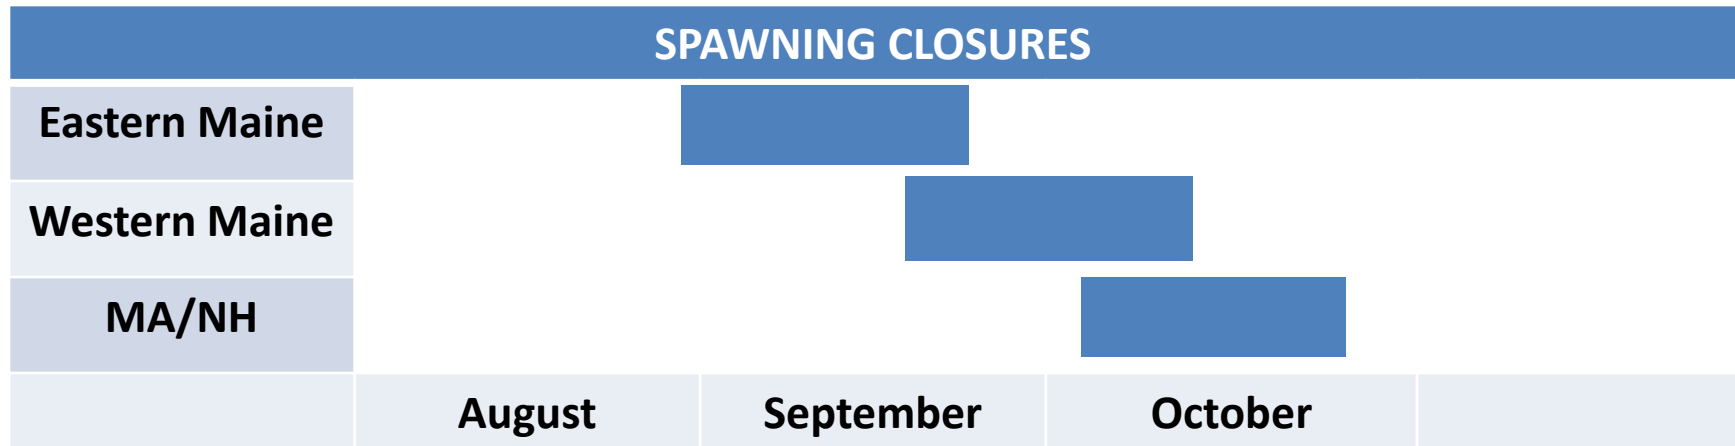 SPAWNING CLOSURES
Eastern Maine
Western Maine
MA/NH
August September October